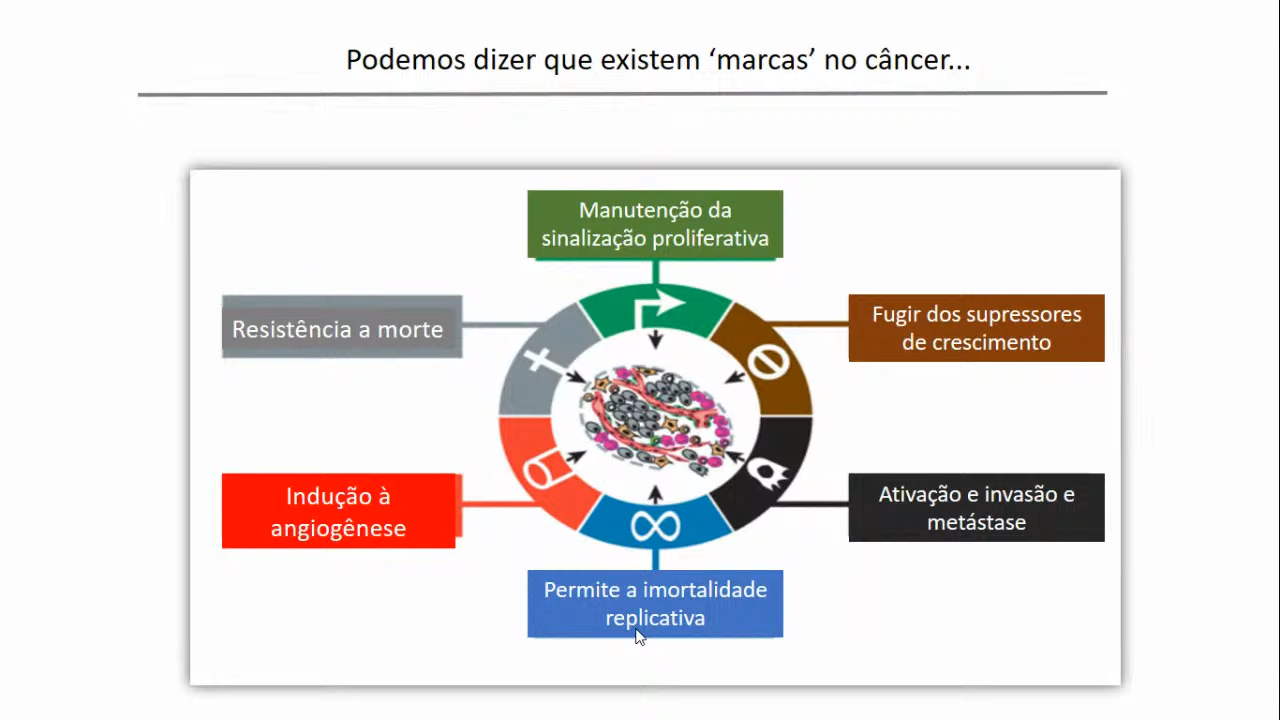 Podemos dizer que existem ‘marcas’ no câncer...
Manutenção da
sinalização proliferativa
Resistência a morte
Fugir dos supressores
de crescimento
Indução à
angiogênese
Ativação e invasão e
metástase
Permite a imortalidade
replicativa